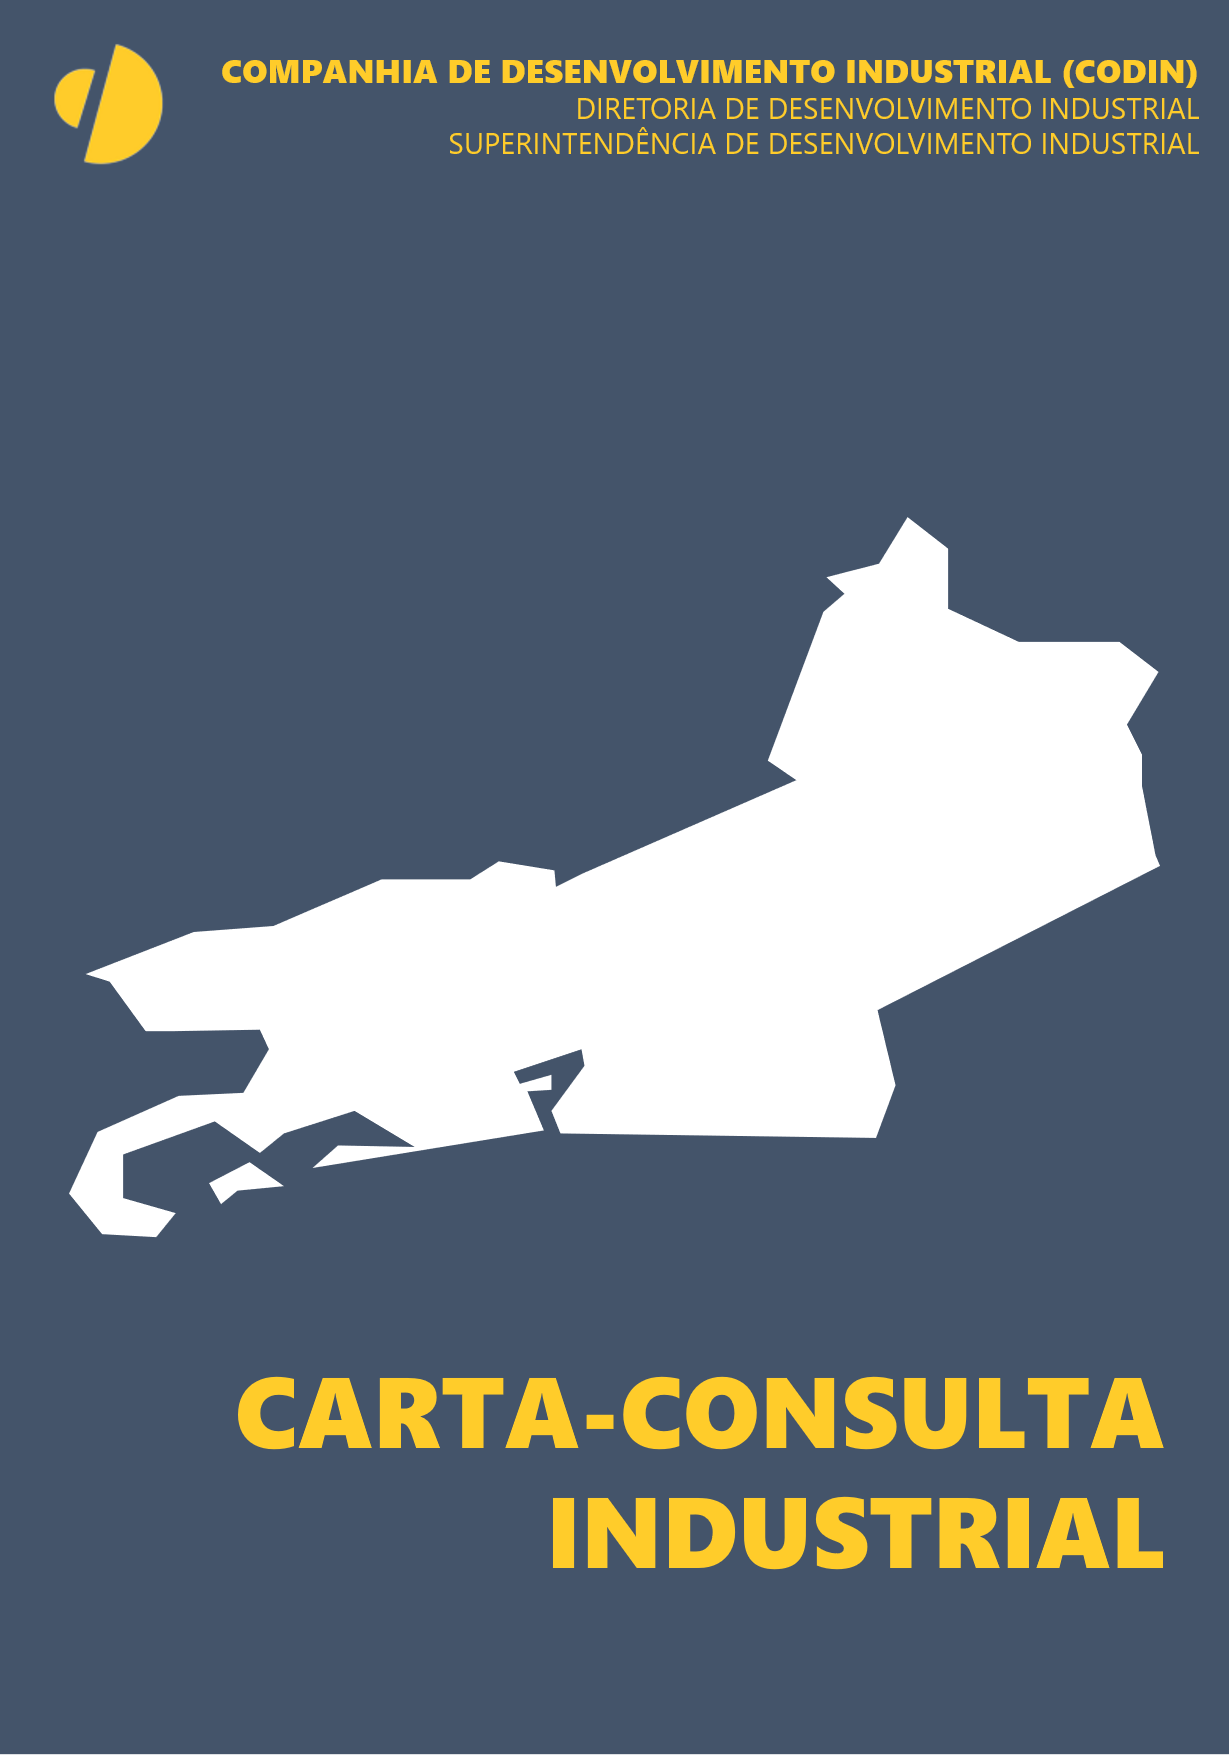 COMPANHIA DE DESENVOLVIMENTO INDUSTRIAL (CODIN)
DIRETORIA DE DESENVOLVIMENTO INDUSTRIAL
SUPERINTENDÊNCIA DE DESENVOLVIMENTO INDUSTRIAL
CARTA-CONSULTA
INDUSTRIAL